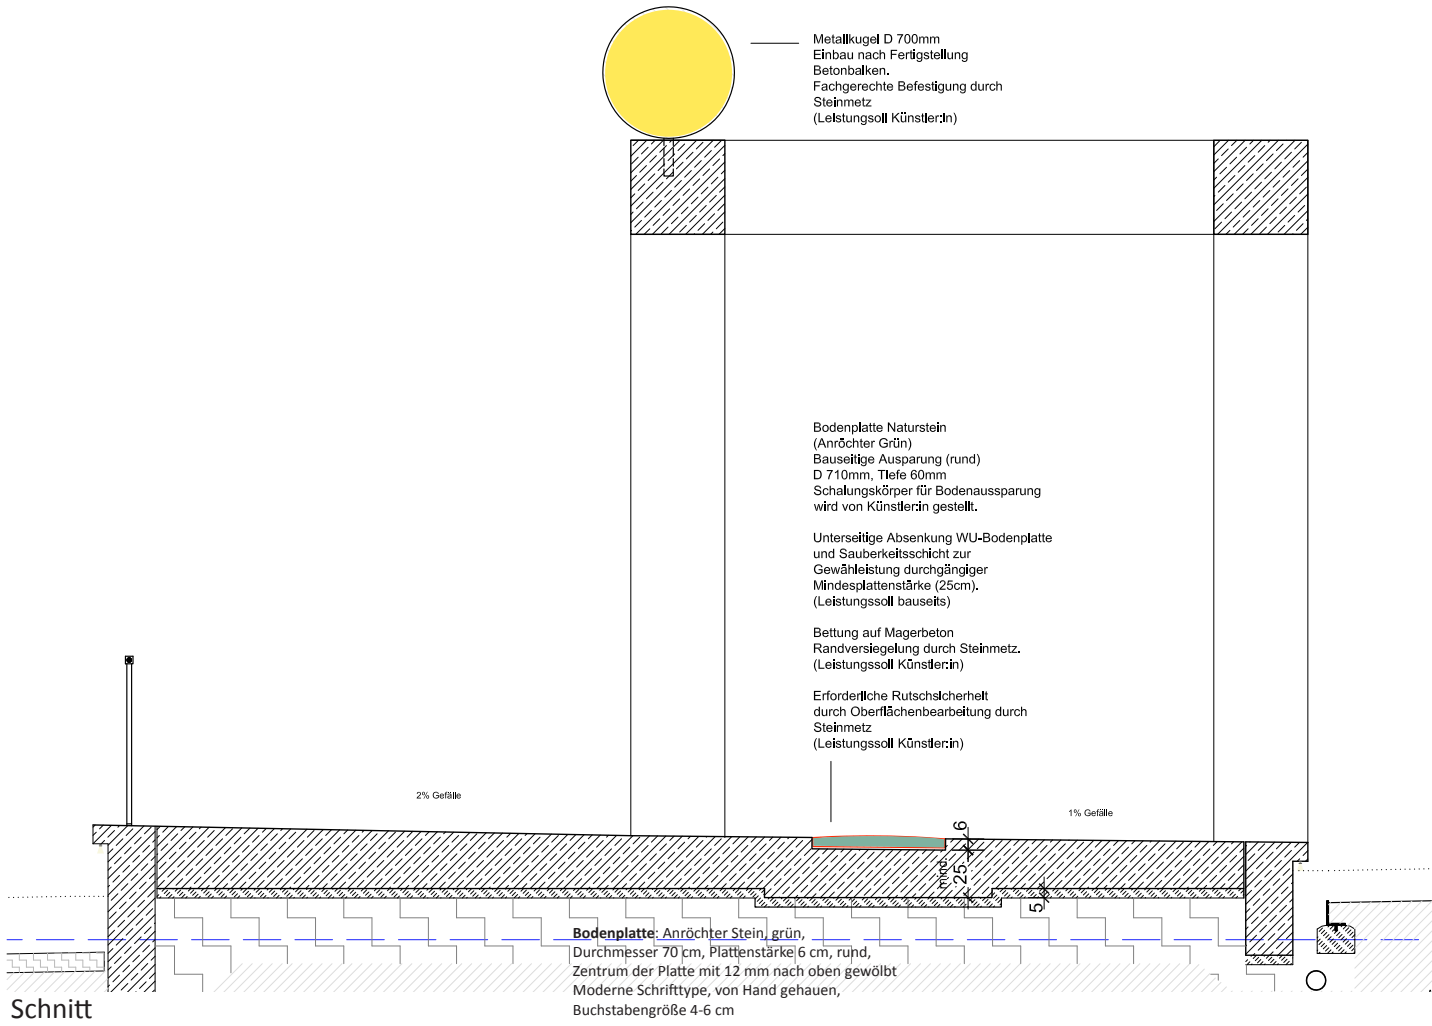 Metallkugel D 700mm
Einbau nach Fertigstellung
Betonbalken.
Fachgerechte Befestigung durch
Steinmetz
(Leistungsoll Künstler:in)
Bodenplatte Naturstein
(Anröchter Grün)
Bauseitige Ausparung (rund)
D 710mm, Tiefe 60mm
Schalungskörper für Bodenaussparung
wird von Künstler:in gestellt.
Unterseitige Absenkung WU-Bodenplatte
und Sauberkeitsschicht zur
Gewähleistung durchgängiger
Mindesplattenstärke (25cm).
(Leistungssoll bauseits)
Bettung auf Magerbeton
Randversiegelung durch Steinmetz.
(Leistungssoll Künstler:in)
Erforderliche Rutschsicherheit
durch Oberflächenbearbeitung durch
Steinmetz
(Leistungssoll Künstler:in)
2% Gefälle
1% Gefälle
6
mind.
25
5
Bodenplatte: Anröchter Stein, grün,
Durchmesser 70 cm, Plattenstärke 6 cm, rund,
Zentrum der Platte mit 12 mm nach oben gewölbt
Moderne Schrifttype, von Hand gehauen,
Buchstabengröße 4-6 cm
Schnitt